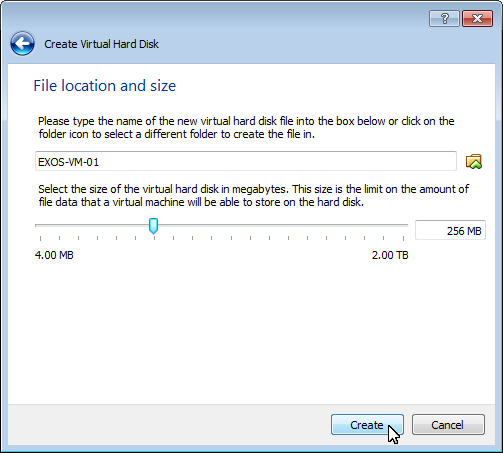 ?
Create Virtual Hard Disk
File location and size
Please type the name of the new virtual hard disk file into the box below or click on the
folder icon to select a different folder to create the file in.
EXOS-VM-01
Select the size of the virtual hard disk in megabytes. This size is the limit on the amount of
file data that a virtual machine will be able to store on the hard disk.
256 MB
4.00 MB 2.00 TB
Create Cancel